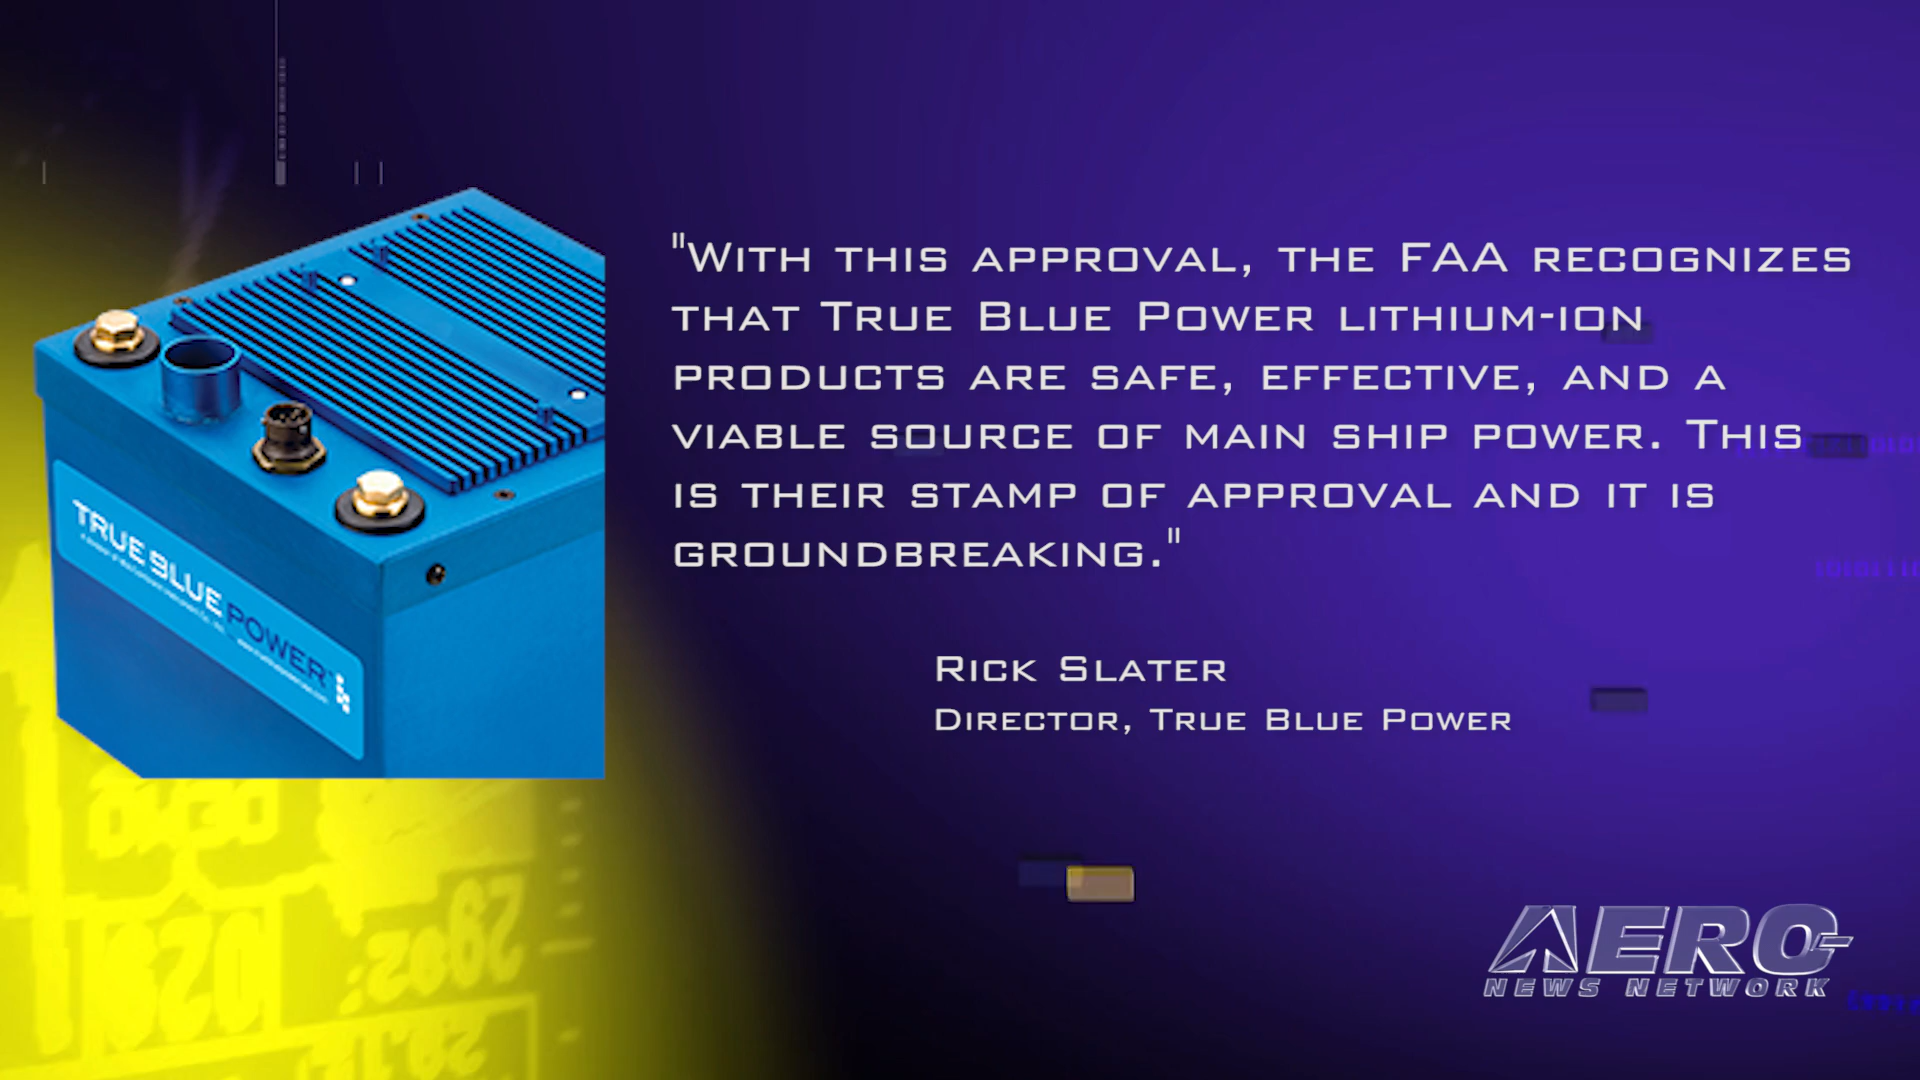 "With this approval, the FAA recognizes
that True Blue Power lithium-ion
products are safe, effective, and a
viable source of main ship power. This
is their stamp of approval and it is
groundbreaking."
Rick Slater
Director, True Blue Power
TRUE BLUE POWER
AERO-
NEWS NETWORK